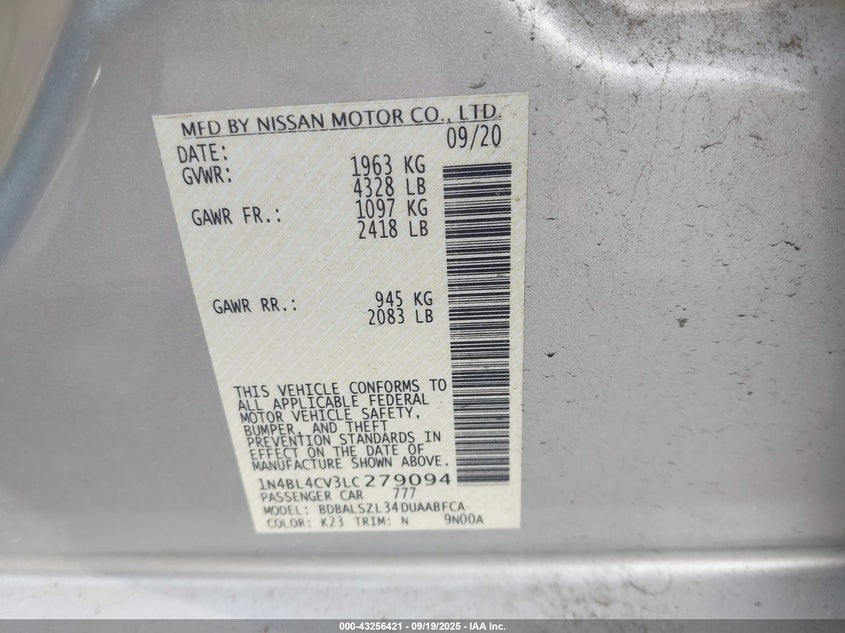 MFD BY NISSAN MOTOR CO., LTD.
DATE: 09/20
GVWR: 1963 KG
4328 LB
GAWR FR.: 1097 KG
2418 LB
GAWR RR.: 945 KG
2083 LB
THIS VEHICLE CONFORMS TO
ALL APPLICABLE FEDERAL
MOTOR VEHICLE SAFETY,
BUMPER, AND THEFT
PREVENTION STANDARDS IN
EFFECT ON THE DATE OF
MANUFACTURE SHOWN ABOVE.
1N4BL4CV3LC279094
PASSENGER CAR 777
MODEL: BDBALSZL34DUAABFCA
COLOR: K23 TRIM: N 9N00A
000-43256421 - 09/19/2025 - IAA Inc.